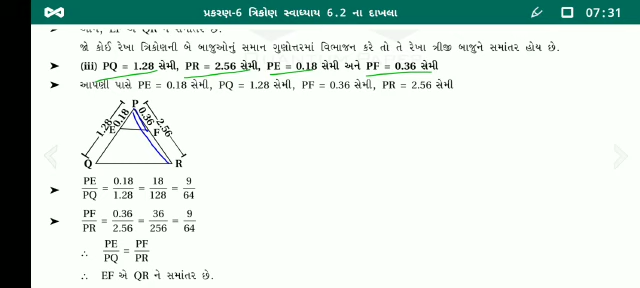 પ્રકરણ-6 ત્રિકોણ સ્વાધ્યાય 6.2 ના દાખલા
07:31
જો કોઈ રેખા ત્રિકોણની બે બાજુઓનું સમાન ગુણોત્તરમાં વિભાજન કરે તો તે રેખા ત્રીજી બાજુને સમાંતર હોય છે.
➤ (iii) PQ = 1.28 સેમી, PR = 2.56 સેમી, PE = 0.18 સેમી અને PF = 0.36 સેમી
➤ આપણી પાસે PE = 0.18 સેમી, PQ = 1.28 સેમી, PF = 0.36 સેમી, PR = 2.56 સેમી
P
1.28 0.18 0.36 2.56
E F
Q R
➤ PE/PQ = 0.18/1.28 = 18/128 = 9/64
➤ PF/PR = 0.36/2.56 = 36/256 = 9/64
∴ PE/PQ = PF/PR
∴ EF એ QR ને સમાંતર છે.